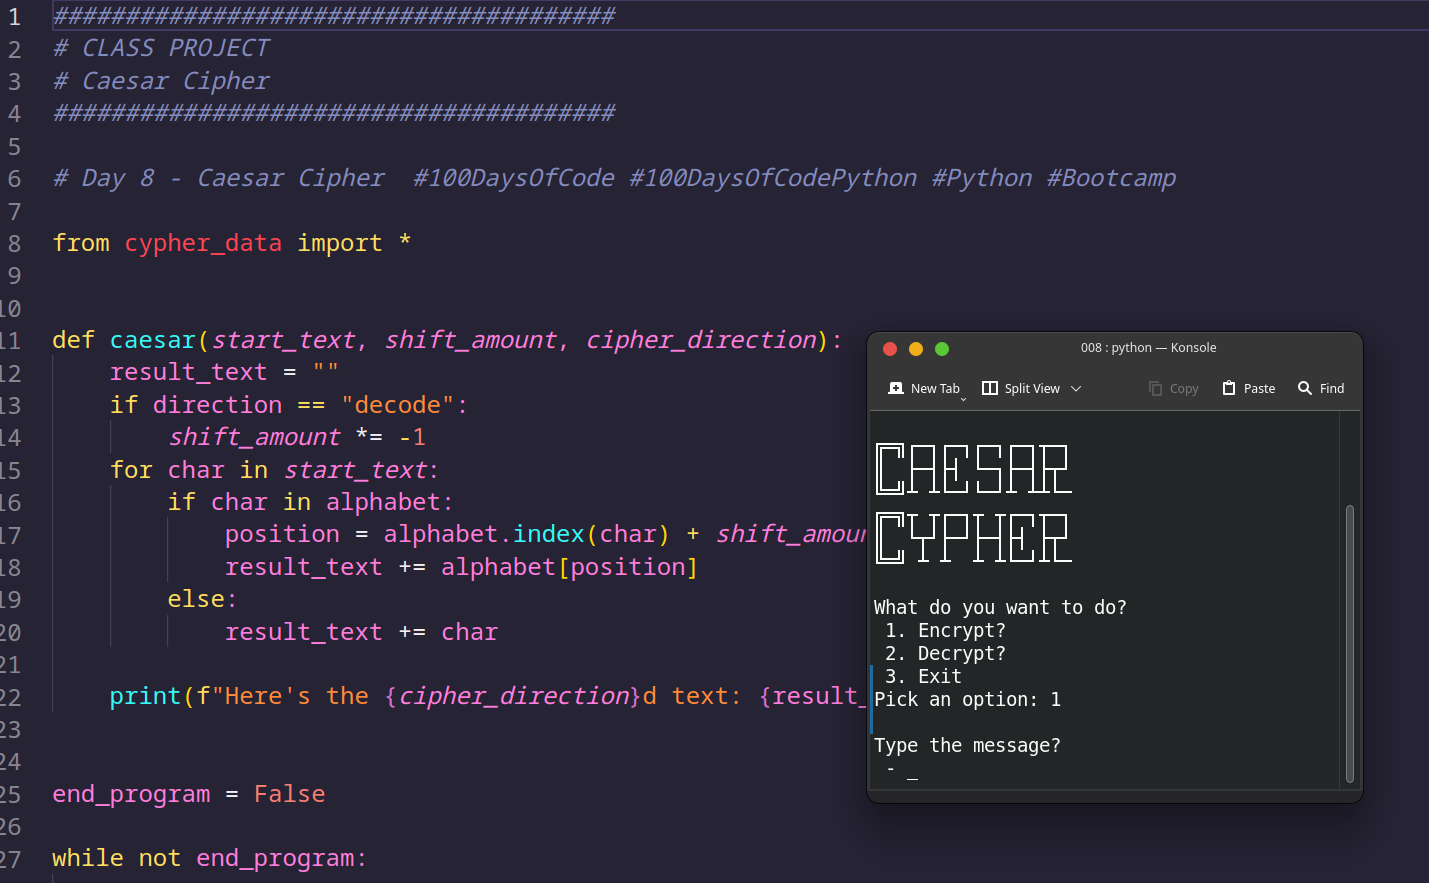 1 #######################################
2 # CLASS PROJECT
3 # Caesar Cipher
4 #######################################
5
6 # Day 8 - Caesar Cipher  #100DaysOfCode #100DaysOfCodePython #Python #Bootcamp
7
8 from cypher_data import *
9
10
11 def caesar(start_text, shift_amount, cipher_direction):
12     result_text = ""
13     if direction == "decode":
14         shift_amount *= -1
15     for char in start_text:
16         if char in alphabet:
17             position = alphabet.index(char) + shift_amoun
18             result_text += alphabet[position]
19         else:
20             result_text += char
21
22     print(f"Here's the {cipher_direction}d text: {result_
23
24
25 end_program = False
26
27 while not end_program:
008 : python — Konsole
New Tab Split View Copy Paste Find
CAESAR
CYPHER
What do you want to do?
 1. Encrypt?
 2. Decrypt?
 3. Exit
Pick an option: 1
Type the message?
 - _